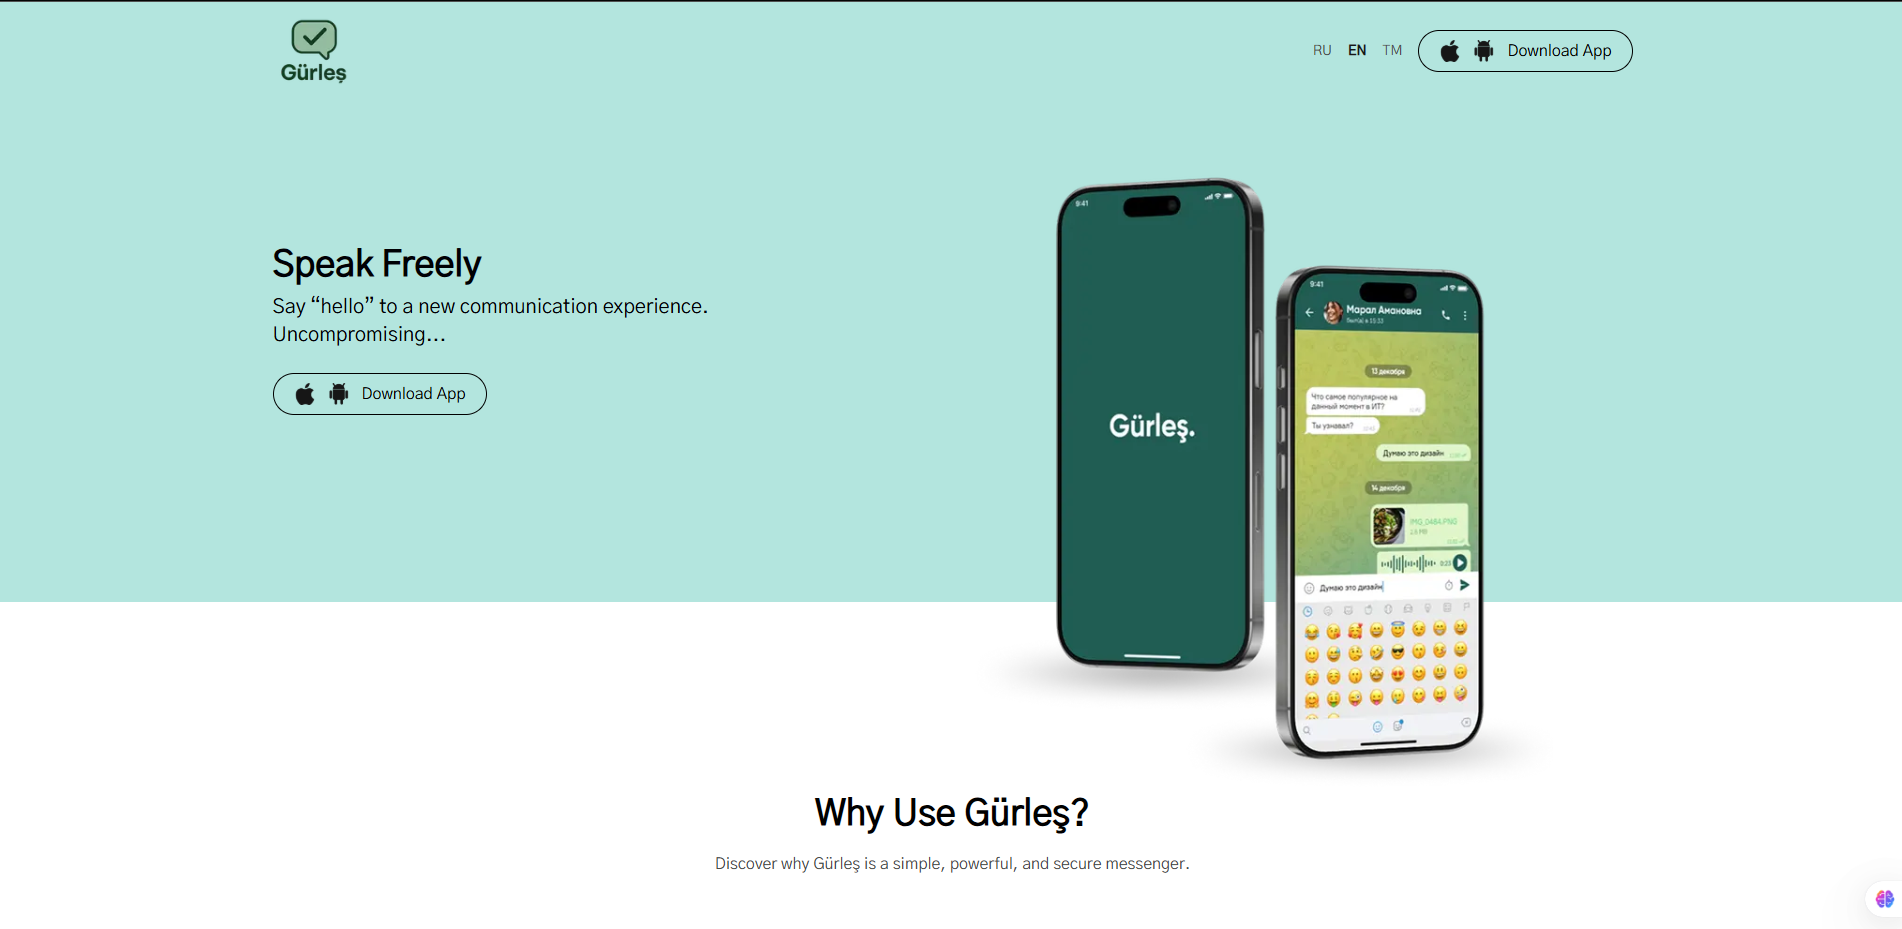 Gürleş
RU EN TM Download App
Speak Freely
Say “hello” to a new communication experience.
Uncompromising...
Download App
9:41
Gürleş.
9:41
Марал Амановна
13 декабря
Что самое популярное на
данный момент в ИТ?
Ты узнавал?
Думаю это дизайн
14 декабря
IMG_0484.PNG
0:23
Думаю это дизайн
Why Use Gürleş?
Discover why Gürleş is a simple, powerful, and secure messenger.